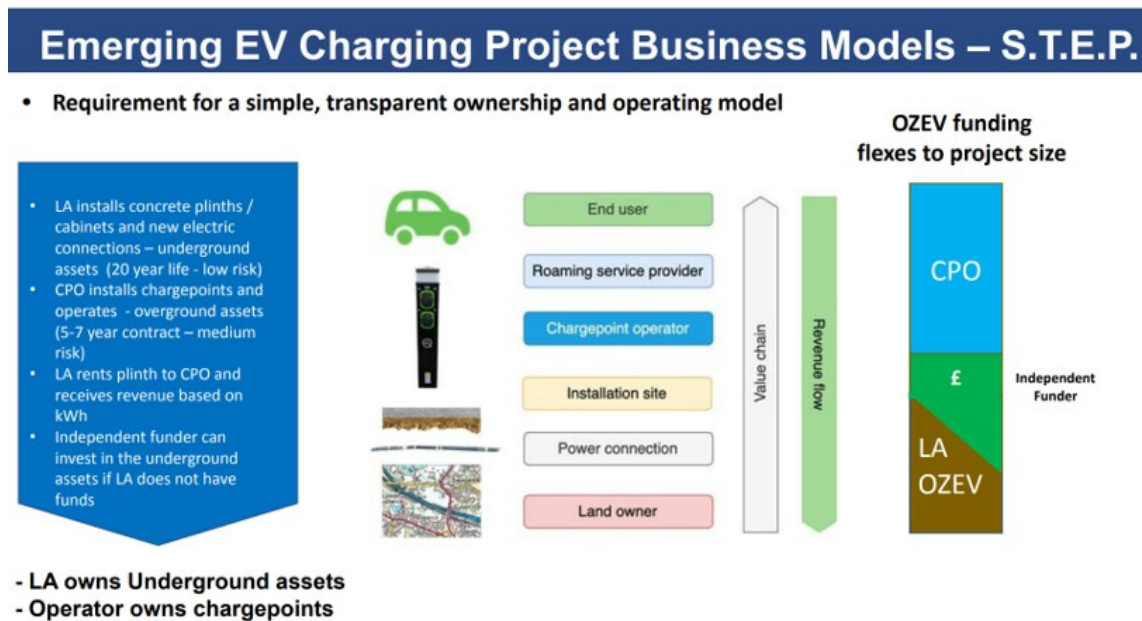 Emerging EV Charging Project Business Models – S.T.E.P.
• Requirement for a simple, transparent ownership and operating model
OZEV funding
flexes to project size
• LA installs concrete plinths /
cabinets and new electric
connections – underground
assets (20 year life - low risk)
• CPO installs chargepoints and
operates - overground assets
(5-7 year contract – medium
risk)
• LA rents plinth to CPO and
receives revenue based on
kWh
• Independent funder can
invest in the underground
assets if LA does not have
funds
End user
Roaming service provider
Chargepoint operator
Installation site
Power connection
Land owner
Value chain
Revenue flow
CPO
£
Independent
Funder
LA
OZEV
- LA owns Underground assets
- Operator owns chargepoints